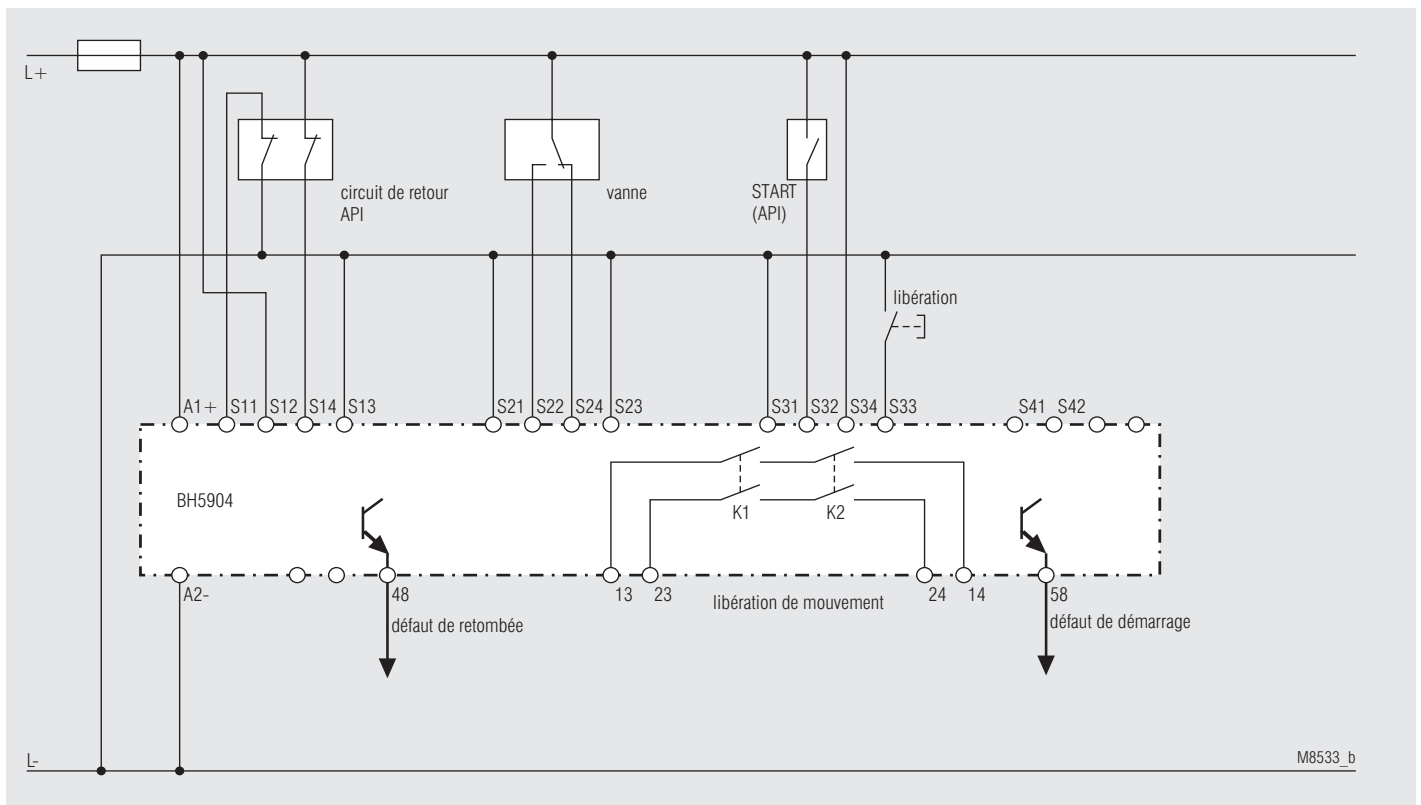 L+
circuit de retour
API
vanne
START
(API)
libération
A1+ S11 S12 S14 S13 S21 S22 S24 S23 S31 S32 S34 S33 S41 S42
BH5904
K1 K2
A2- 48 13 23 libération de mouvement 24 14 58
défaut de retombée
défaut de démarrage
L-
M8533_b